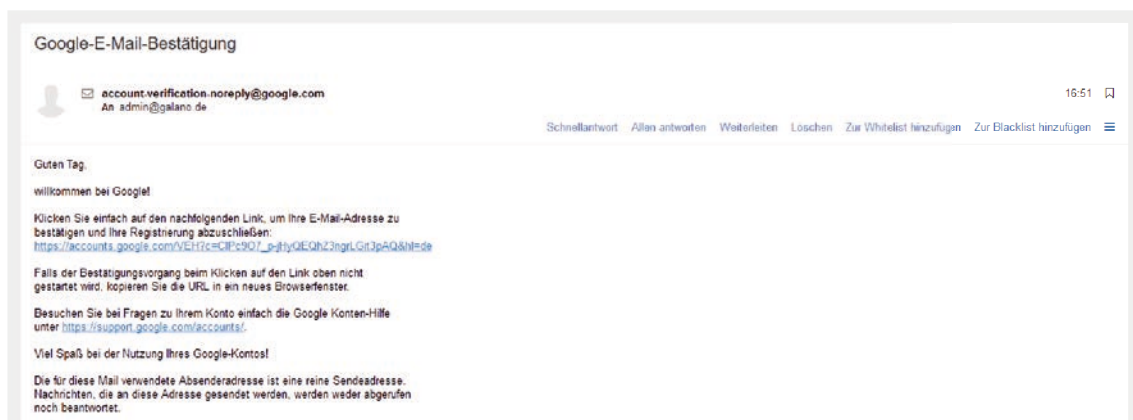 Google-E-Mail-Bestätigung
account-verification-noreply@google.com
16:51
An admin@galano.de
Schnellantwort Allen antworten Weiterleiten Löschen Zur Whitelist hinzufügen Zur Blacklist hinzufügen
Guten Tag,
willkommen bei Google!
Klicken Sie einfach auf den nachfolgenden Link, um Ihre E-Mail-Adresse zu
bestätigen und Ihre Registrierung abzuschließen:
Falls der Bestätigungsvorgang beim Klicken auf den Link oben nicht
gestartet wird, kopieren Sie die URL in ein neues Browserfenster.
Besuchen Sie bei Fragen zu Ihrem Konto einfach die Google Konten-Hilfe
unter https://support.google.com/accounts/.
Viel Spaß bei der Nutzung Ihres Google-Kontos!
Die für diese Mail verwendete Absenderadresse ist eine reine Sendeadresse.
Nachrichten, die an diese Adresse gesendet werden, werden weder abgerufen
noch beantwortet.